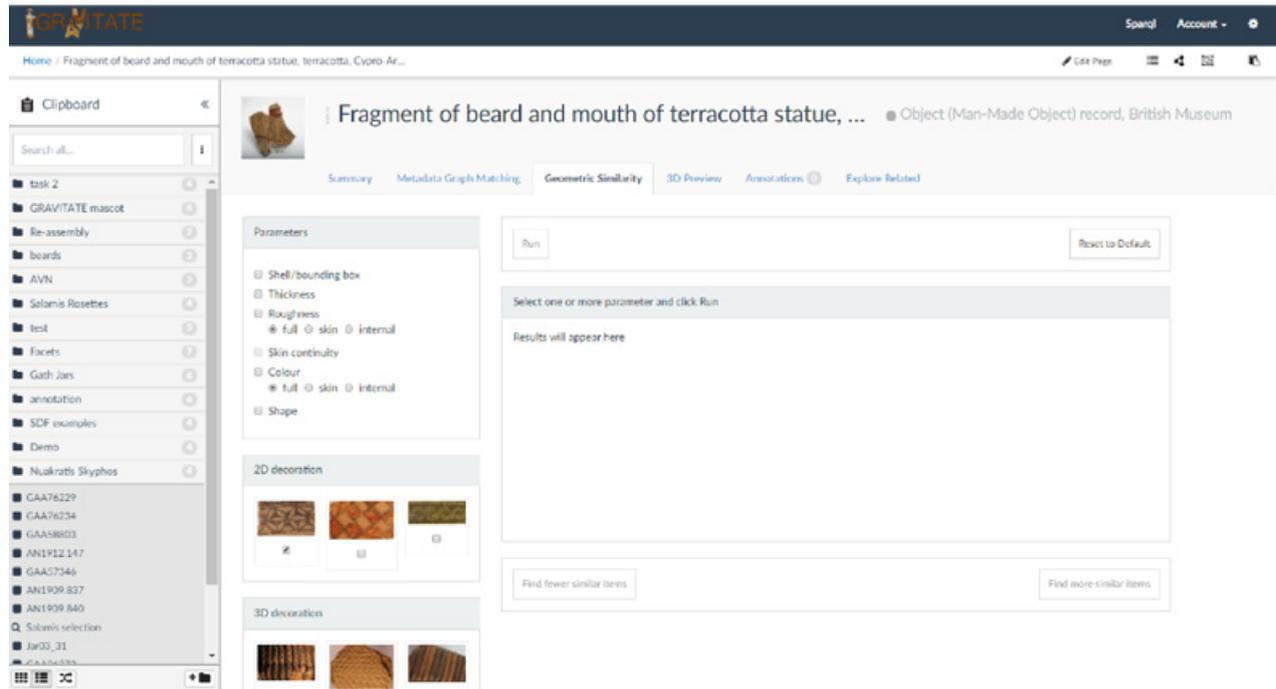 GRAVITATE
Sparql Account
Home / Fragment of beard and mouth of terracotta statue, terracotta, Cypro-Ar...
Edit Page
Clipboard
Search all...
task 2
GRAVITATE mascot
Re-assembly
beards
AVN
Salamis Rosettes
test
Facets
Gath Jars
annotation
SDF examples
Demo
Nuakratis Skyphos
GAA76229
GAA76234
GAA58803
AN1912.147
GAA57346
AN1909.837
AN1909.840
Salamis selection
Jar03_31
Fragment of beard and mouth of terracotta statue, ... Object (Man-Made Object) record, British Museum
Summary Metadata Graph Matching Geometric Similarity 3D Preview Annotations Explore Related
Parameters
Shell/bounding box
Thickness
Roughness
full skin internal
Skin continuity
Colour
full skin internal
Shape
2D decoration
3D decoration
Run
Reset to Default
Select one or more parameter and click Run
Results will appear here
Find fewer similar items
Find more similar items